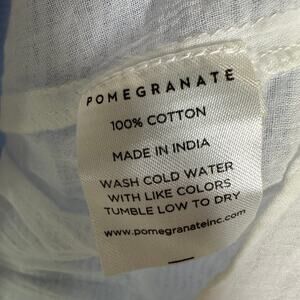 POMEGRANATE
100% COTTON
MADE IN INDIA
WASH COLD WATER
WITH LIKE COLORS
TUMBLE LOW TO DRY
www.pomegranateinc.com